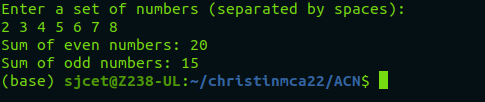 Enter a set of numbers (separated by spaces):
2 3 4 5 6 7 8
Sum of even numbers: 20
Sum of odd numbers: 15
(base) sjcet@Z238-UL:~/christinmca22/ACN$